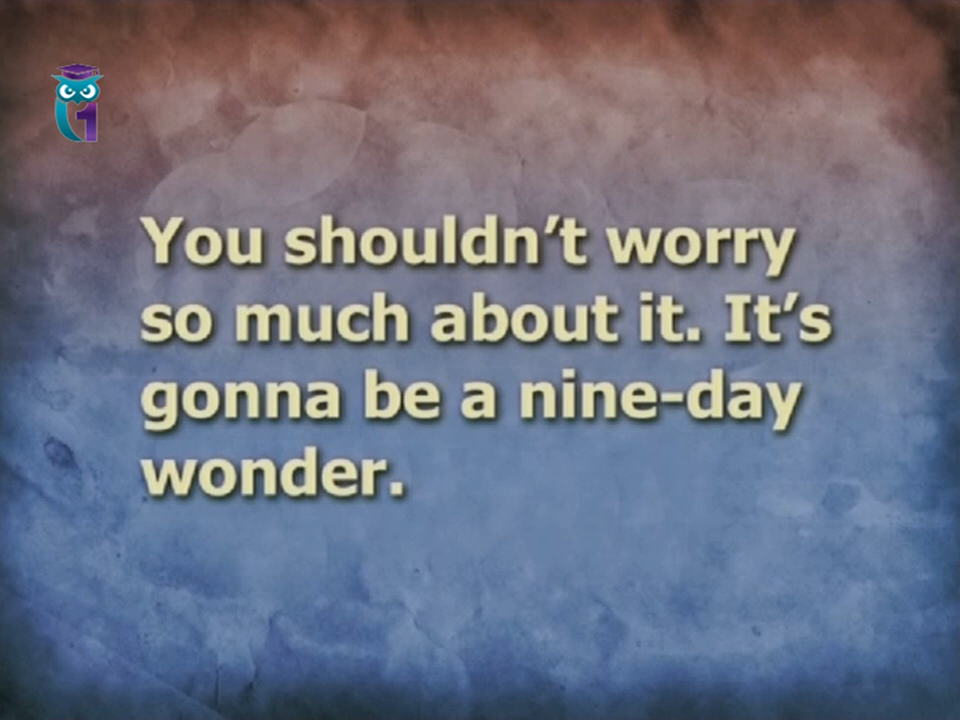 You shouldn’t worry
so much about it. It’s
gonna be a nine-day
wonder.